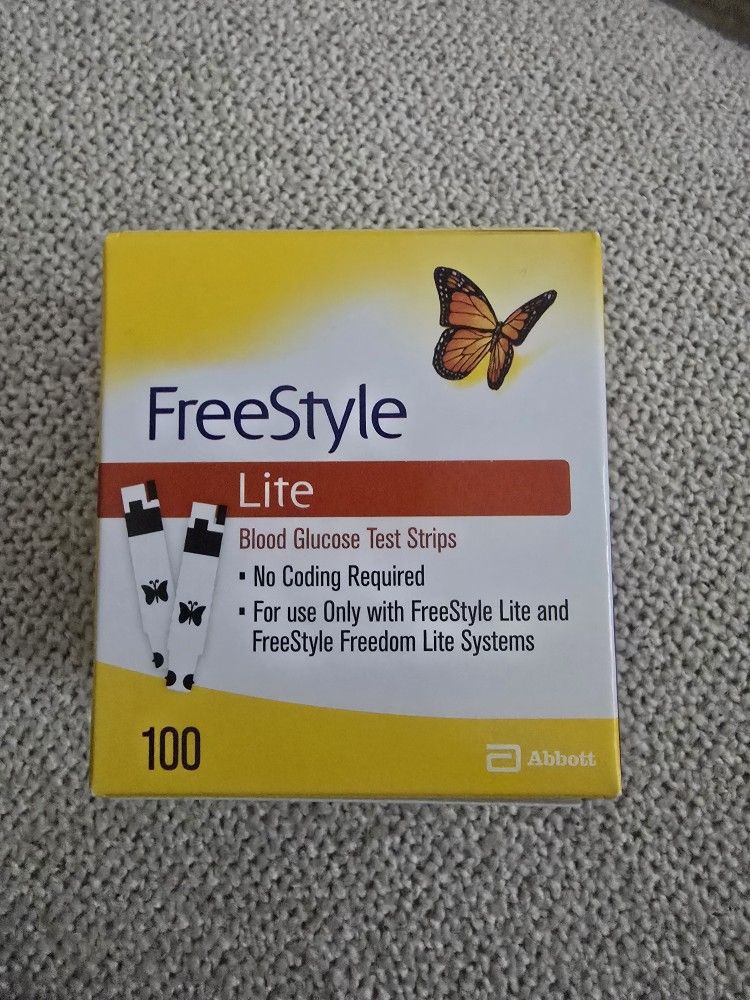 FreeStyle
Lite
Blood Glucose Test Strips
▪ No Coding Required
▪ For use Only with FreeStyle Lite and
FreeStyle Freedom Lite Systems
100
Abbott